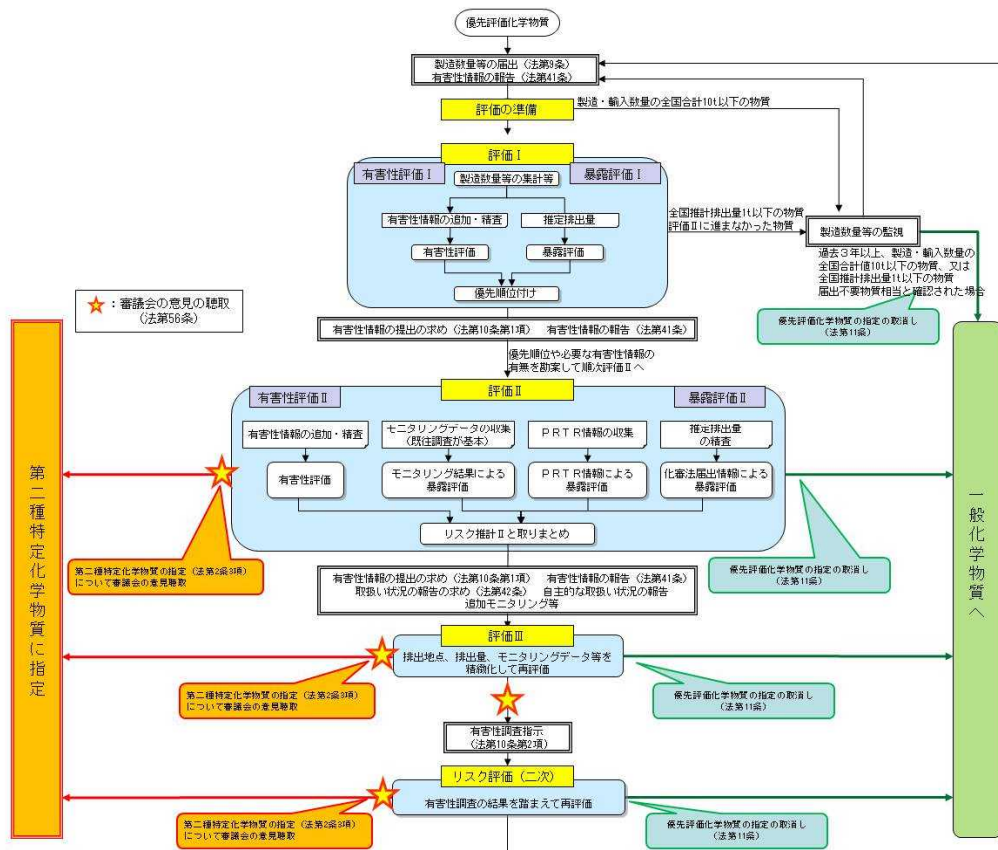 優先評価化学物質
製造数量等の届出（法第9条）
有害性情報の報告（法第41条）
評価の準備
製造・輸入数量の全国合計10t以下の物質
評価Ⅰ
有害性評価Ⅰ
暴露評価Ⅰ
製造数量等の集計等
有害性情報の追加・精査
推定排出量
有害性評価
暴露評価
優先順位付け
全国推計排出量1t以下の物質
評価Ⅱに進まなかった物質
製造数量等の監視
過去３年以上、製造・輸入数量の
全国合計値10t以下の物質、又は
全国推計排出量1t以下の物質
届出不要物質相当と確認された場合
優先評価化学物質の指定の取消し
（法第11条）
：審議会の意見の聴取
（法第56条）
有害性情報の提出の求め（法第10条第1項）　有害性情報の報告（法第41条）
優先順位や必要な有害性情報の
有無を勘案して順次評価Ⅱへ
評価Ⅱ
有害性評価Ⅱ
暴露評価Ⅱ
有害性情報の追加・精査
モニタリングデータの収集
（既往調査が基本）
ＰＲＴＲ情報の収集
推定排出量
の精査
有害性評価
モニタリング結果による
暴露評価
ＰＲＴＲ情報による
暴露評価
化審法届出情報による
暴露評価
リスク推計Ⅱと取りまとめ
第二種特定化学物質に指定
一般化学物質へ
第二種特定化学物質の指定（法第2条3項）
について審議会の意見聴取
優先評価化学物質の指定の取消し
（法第11条）
有害性情報の提出の求め（法第10条第1項）　有害性情報の報告（法第41条）
取扱い状況の報告の求め（法第42条）　自主的な取扱い状況の報告
追加モニタリング等
評価Ⅲ
排出地点、排出量、モニタリングデータ等を
精緻化して再評価
第二種特定化学物質の指定（法第2条3項）
について審議会の意見聴取
優先評価化学物質の指定の取消し
（法第11条）
有害性調査指示
（法第10条第2項）
リスク評価（二次）
有害性調査の結果を踏まえて再評価
第二種特定化学物質の指定（法第2条3項）
について審議会の意見聴取
優先評価化学物質の指定の取消し
（法第11条）